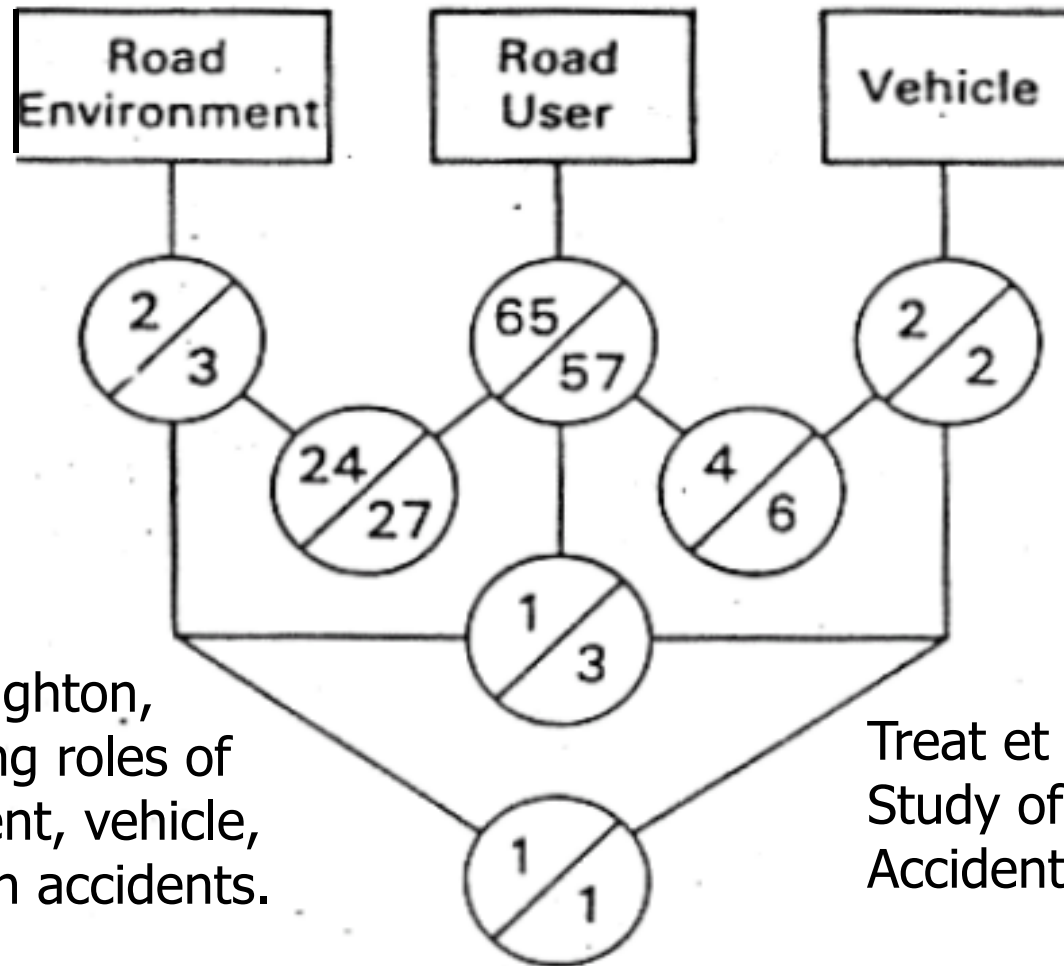 Road
Environment
Road
User
Vehicle
2
3
65
57
2
2
24
27
4
6
1
3
ghton,
ng roles of
ent, vehicle,
n accidents.
Treat et
Study of
Accident
1
1